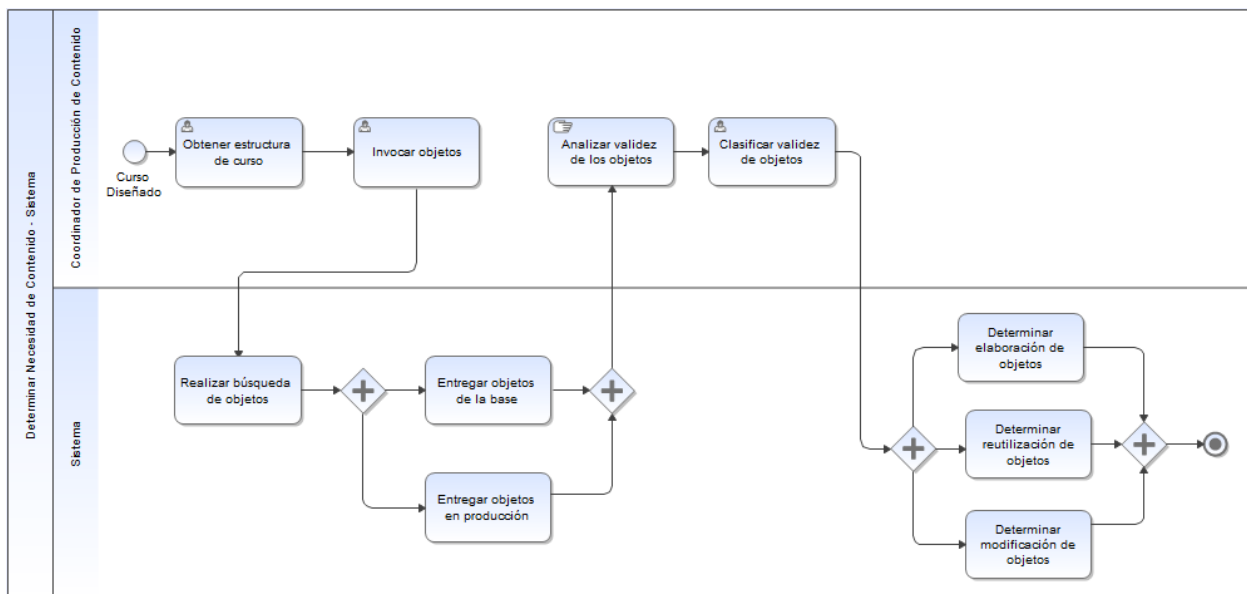 Determinar Necesidad de Contenido - Sistema
Coordinador de Producción de Contenido
Curso
Diseñado
Obtener estructura
de curso
Invocar objetos
Analizar validez
de los objetos
Clasificar validez
de objetos
Sistema
Realizar búsqueda
de objetos
Entregar objetos
de la base
Entregar objetos
en producción
Determinar
elaboración de
objetos
Determinar
reutilización de
objetos
Determinar
modificación de
objetos